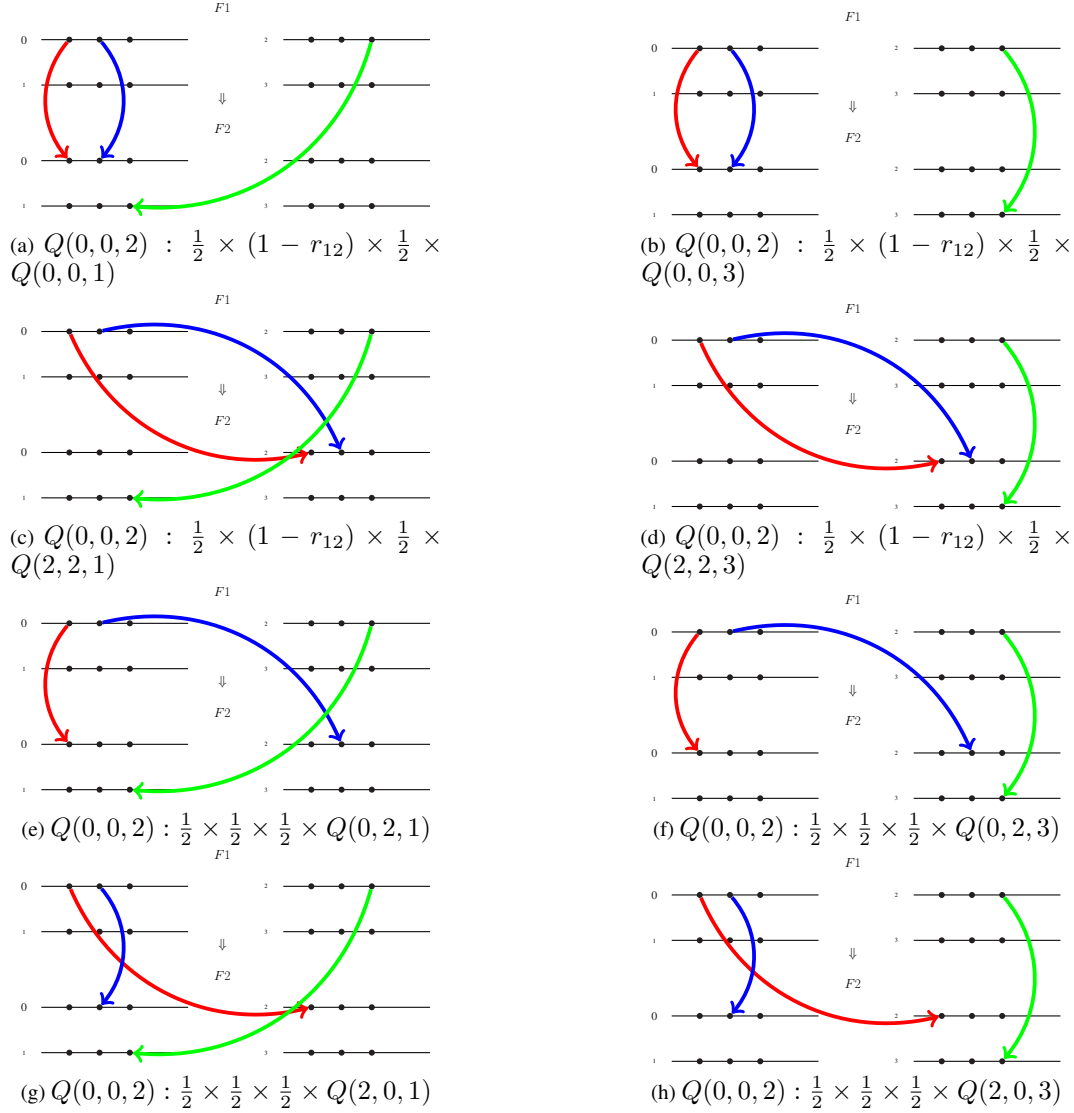 F1
0
2
1
3
⇓
F2
0
2
1
3
(a) Q(0, 0, 2) : 1/2 × (1 − r₁₂) × 1/2 ×
Q(0, 0, 1)
F1
0
2
1
3
⇓
F2
0
2
1
3
(b) Q(0, 0, 2) : 1/2 × (1 − r₁₂) × 1/2 ×
Q(0, 0, 3)
F1
0
2
1
3
⇓
F2
0
2
1
3
(c) Q(0, 0, 2) : 1/2 × (1 − r₁₂) × 1/2 ×
Q(2, 2, 1)
F1
0
2
1
3
⇓
F2
0
2
1
3
(d) Q(0, 0, 2) : 1/2 × (1 − r₁₂) × 1/2 ×
Q(2, 2, 3)
F1
0
2
1
3
⇓
F2
0
2
1
3
(e) Q(0, 0, 2) : 1/2 × 1/2 × 1/2 × Q(0, 2, 1)
F1
0
2
1
3
⇓
F2
0
2
1
3
(f) Q(0, 0, 2) : 1/2 × 1/2 × 1/2 × Q(0, 2, 3)
F1
0
2
1
3
⇓
F2
0
2
1
3
(g) Q(0, 0, 2) : 1/2 × 1/2 × 1/2 × Q(2, 0, 1)
F1
0
2
1
3
⇓
F2
0
2
1
3
(h) Q(0, 0, 2) : 1/2 × 1/2 × 1/2 × Q(2, 0, 3)